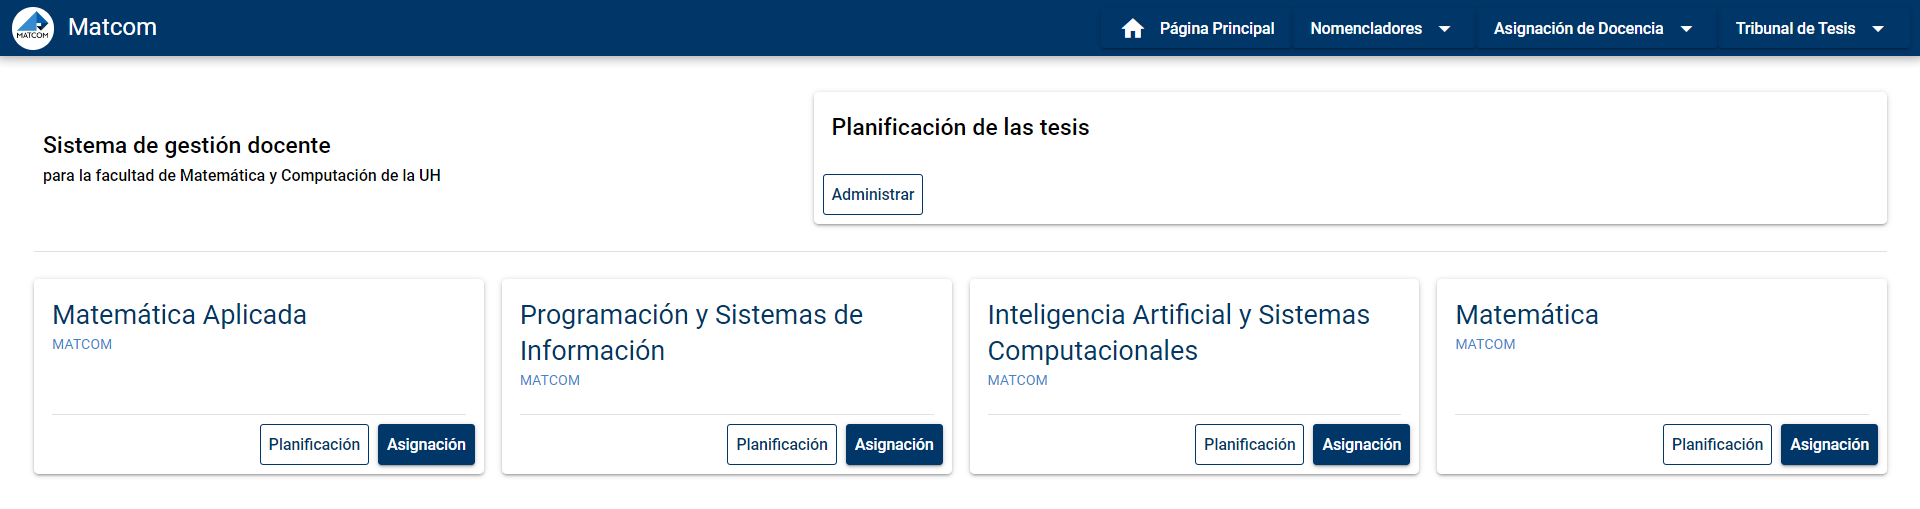 MATCOM
Matcom
Página Principal
Nomencladores
Asignación de Docencia
Tribunal de Tesis
Sistema de gestión docente
para la facultad de Matemática y Computación de la UH
Planificación de las tesis
Administrar
Matemática Aplicada
MATCOM
Planificación
Asignación
Programación y Sistemas de
Información
MATCOM
Planificación
Asignación
Inteligencia Artificial y Sistemas
Computacionales
MATCOM
Planificación
Asignación
Matemática
MATCOM
Planificación
Asignación